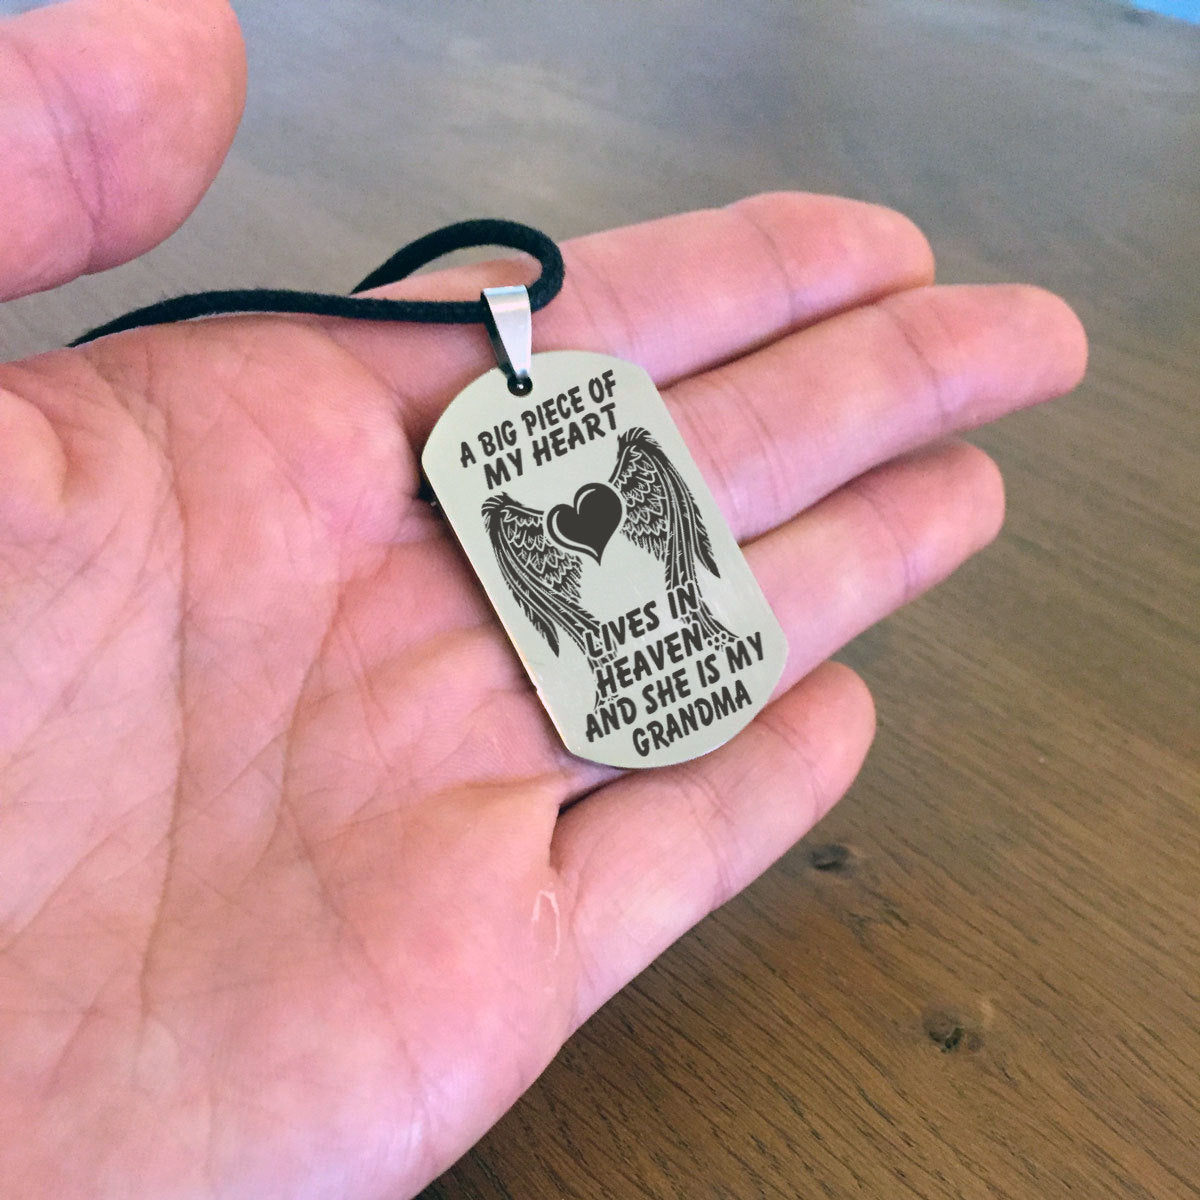 A BIG PIECE OF
MY HEART
LIVES IN
HEAVEN...
AND SHE IS MY
GRANDMA